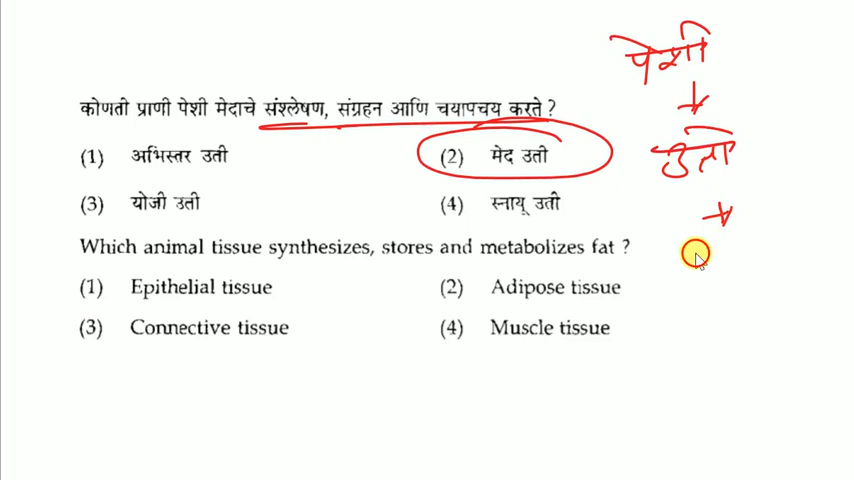 पेशी
कोणती प्राणी पेशी मेदाचे संश्लेषण, संग्रहन आणि चयापचय करते ?
(1) अभिस्तर उती (2) मेद उती
उती
(3) योजी उती (4) स्नायू उती
Which animal tissue synthesizes, stores and metabolizes fat ?
(1) Epithelial tissue (2) Adipose tissue
(3) Connective tissue (4) Muscle tissue